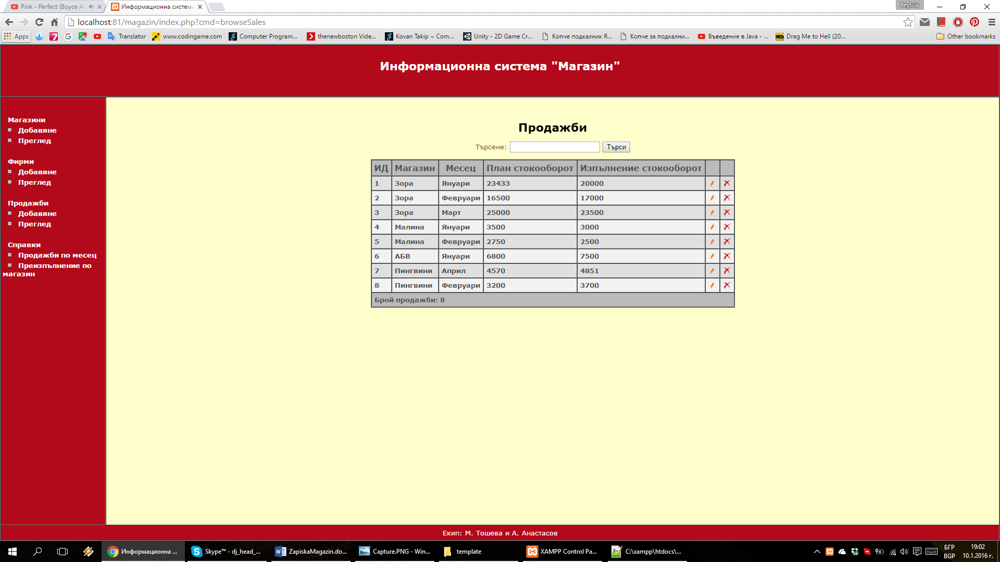 Pink - Perfect (Boyce Av
Информационна система
Beytula
localhost:81/magazin/index.php?cmd=browseSales
Apps
Translator
www.codingame.com
Computer Program...
thenewboston Vide...
Kovan Takip ~ Com...
Unity - 2D Game Cr...
Копче подкалник R...
Копче за подкални...
Въведение в Java - ...
Drag Me to Hell (20...
Other bookmarks
Информационна система "Магазин"
Магазини
Добавяне
Преглед
Фирми
Добавяне
Преглед
Продажби
Добавяне
Преглед
Справки
Продажби по месец
Преизпълнение по
магазин
Продажби
Търсене:
Търси
ИД Магазин Месец План стокооборот Изпълнение стокооборот
1 Зора Януари 23433 20000
2 Зора Февруари 16500 17000
3 Зора Март 25000 23500
4 Малина Януари 3500 3000
5 Малина Февруари 2750 2500
6 АБВ Януари 6800 7500
7 Пингвини Април 4570 4851
8 Пингвини Февруари 3200 3700
Брой продажби: 8
Екип: М. Тошева и А. Анастасов
Информационна ...
Skype™ - dj_head_...
ZapiskaMagazin.do...
Capture.PNG - Win...
template
XAMPP Control Pa...
C:\xampp\htdocs\...
БГР
BGP
19:02
10.1.2016 г.